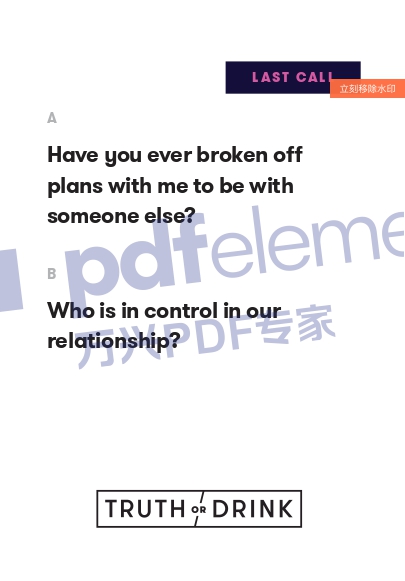 LAST CALL
立刻移除水印
A
Have you ever broken off
plans with me to be with
someone else?
pdfeleme
B
Who is in control in our
relationship?
万兴PDF专家
TRUTH OR DRINK